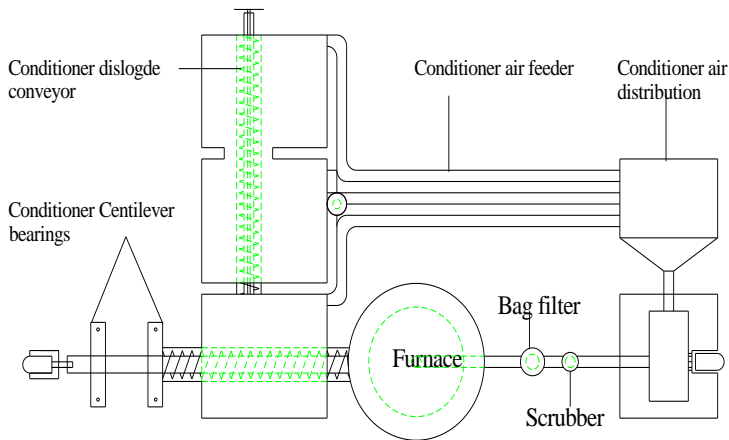 Conditioner dislogde
conveyor
Conditioner air feeder
Conditioner air
distribution
Conditioner Centilever
bearings
Bag filter
Furnace
Scrubber